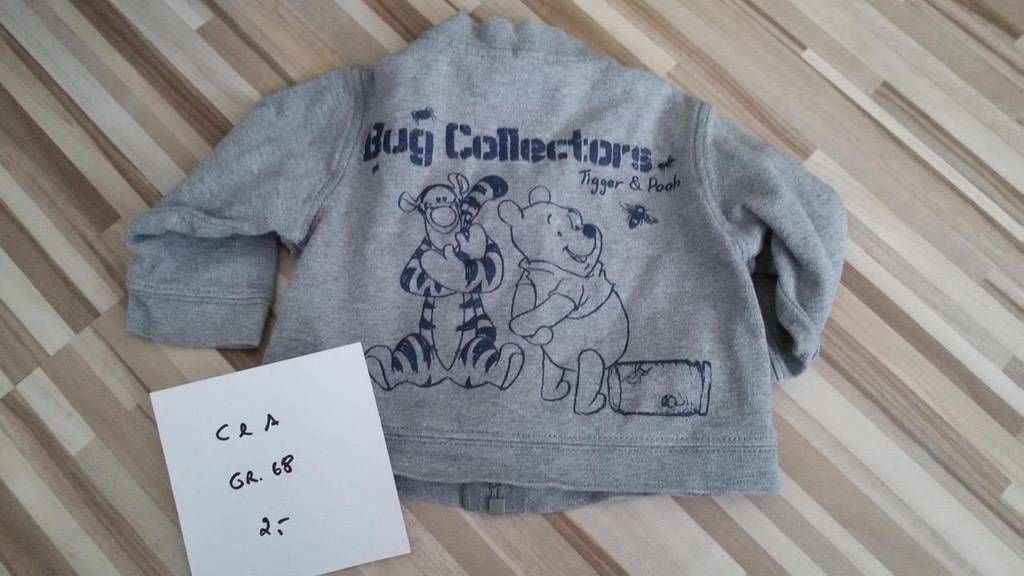 Bug Collectors
Tigger & Pooh
C & A
GR. 68
2,-